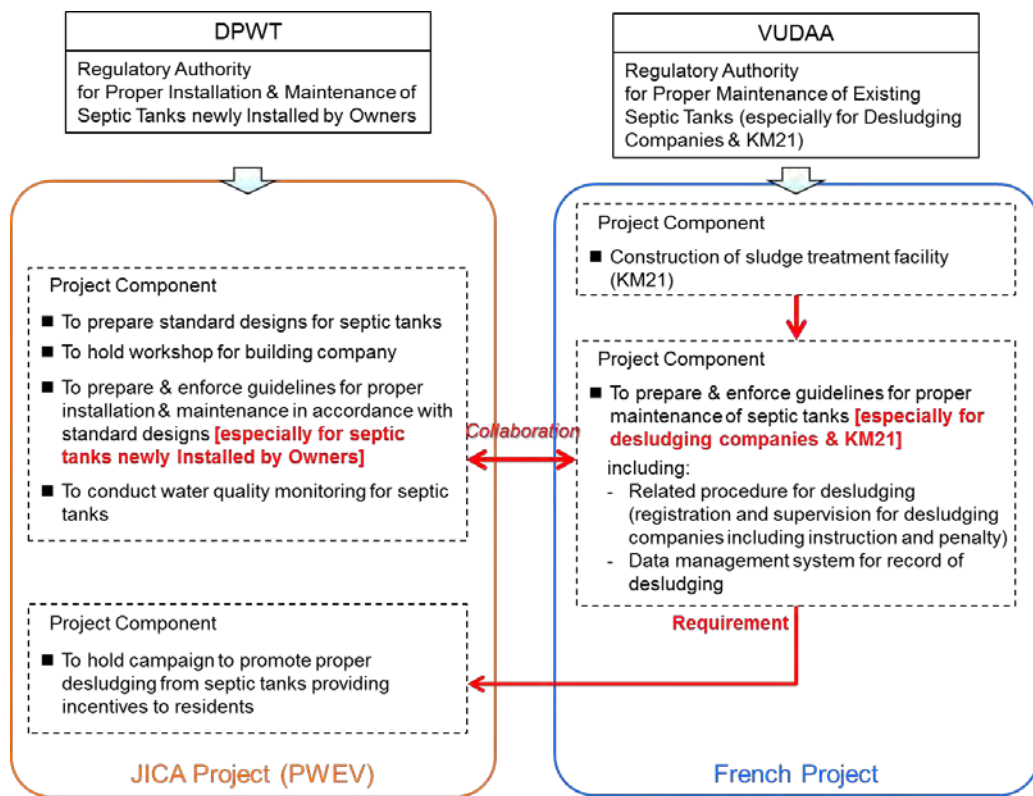 DPWT
Regulatory Authority
for Proper Installation & Maintenance of
Septic Tanks newly Installed by Owners
VUDAA
Regulatory Authority
for Proper Maintenance of Existing
Septic Tanks (especially for Desludging
Companies & KM21)
Project Component
■ To prepare standard designs for septic tanks
■ To hold workshop for building company
■ To prepare & enforce guidelines for proper
installation & maintenance in accordance with
standard designs [especially for septic
tanks newly Installed by Owners]
■ To conduct water quality monitoring for septic
tanks
Project Component
■ To hold campaign to promote proper
desludging from septic tanks providing
incentives to residents
JICA Project (PWEV)
Collaboration
Project Component
■ Construction of sludge treatment facility
(KM21)
Project Component
■ To prepare & enforce guidelines for proper
maintenance of septic tanks [especially for
desludging companies & KM21]
including:
- Related procedure for desludging
(registration and supervision for desludging
companies including instruction and penalty)
- Data management system for record of
desludging
Requirement
French Project